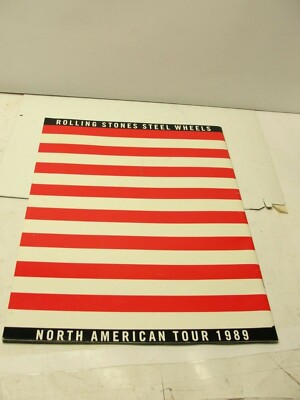 ROLLING STONES STEEL WHEELS
NORTH AMERICAN TOUR 1989